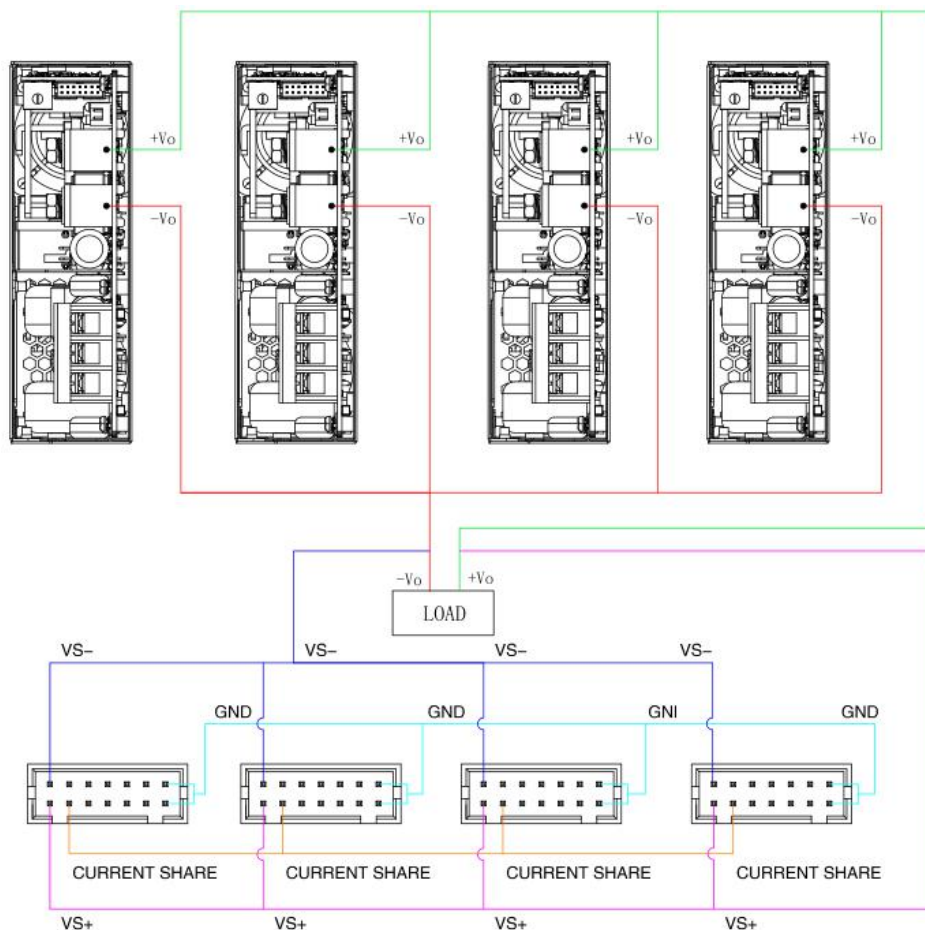 +Vo +Vo +Vo +Vo
−Vo −Vo −Vo −Vo
−Vo +Vo
LOAD
VS− VS− VS− VS−
GND GND GNI GND
CURRENT SHARE CURRENT SHARE CURRENT SHARE CURRENT SHARE
VS+ VS+ VS+ VS+